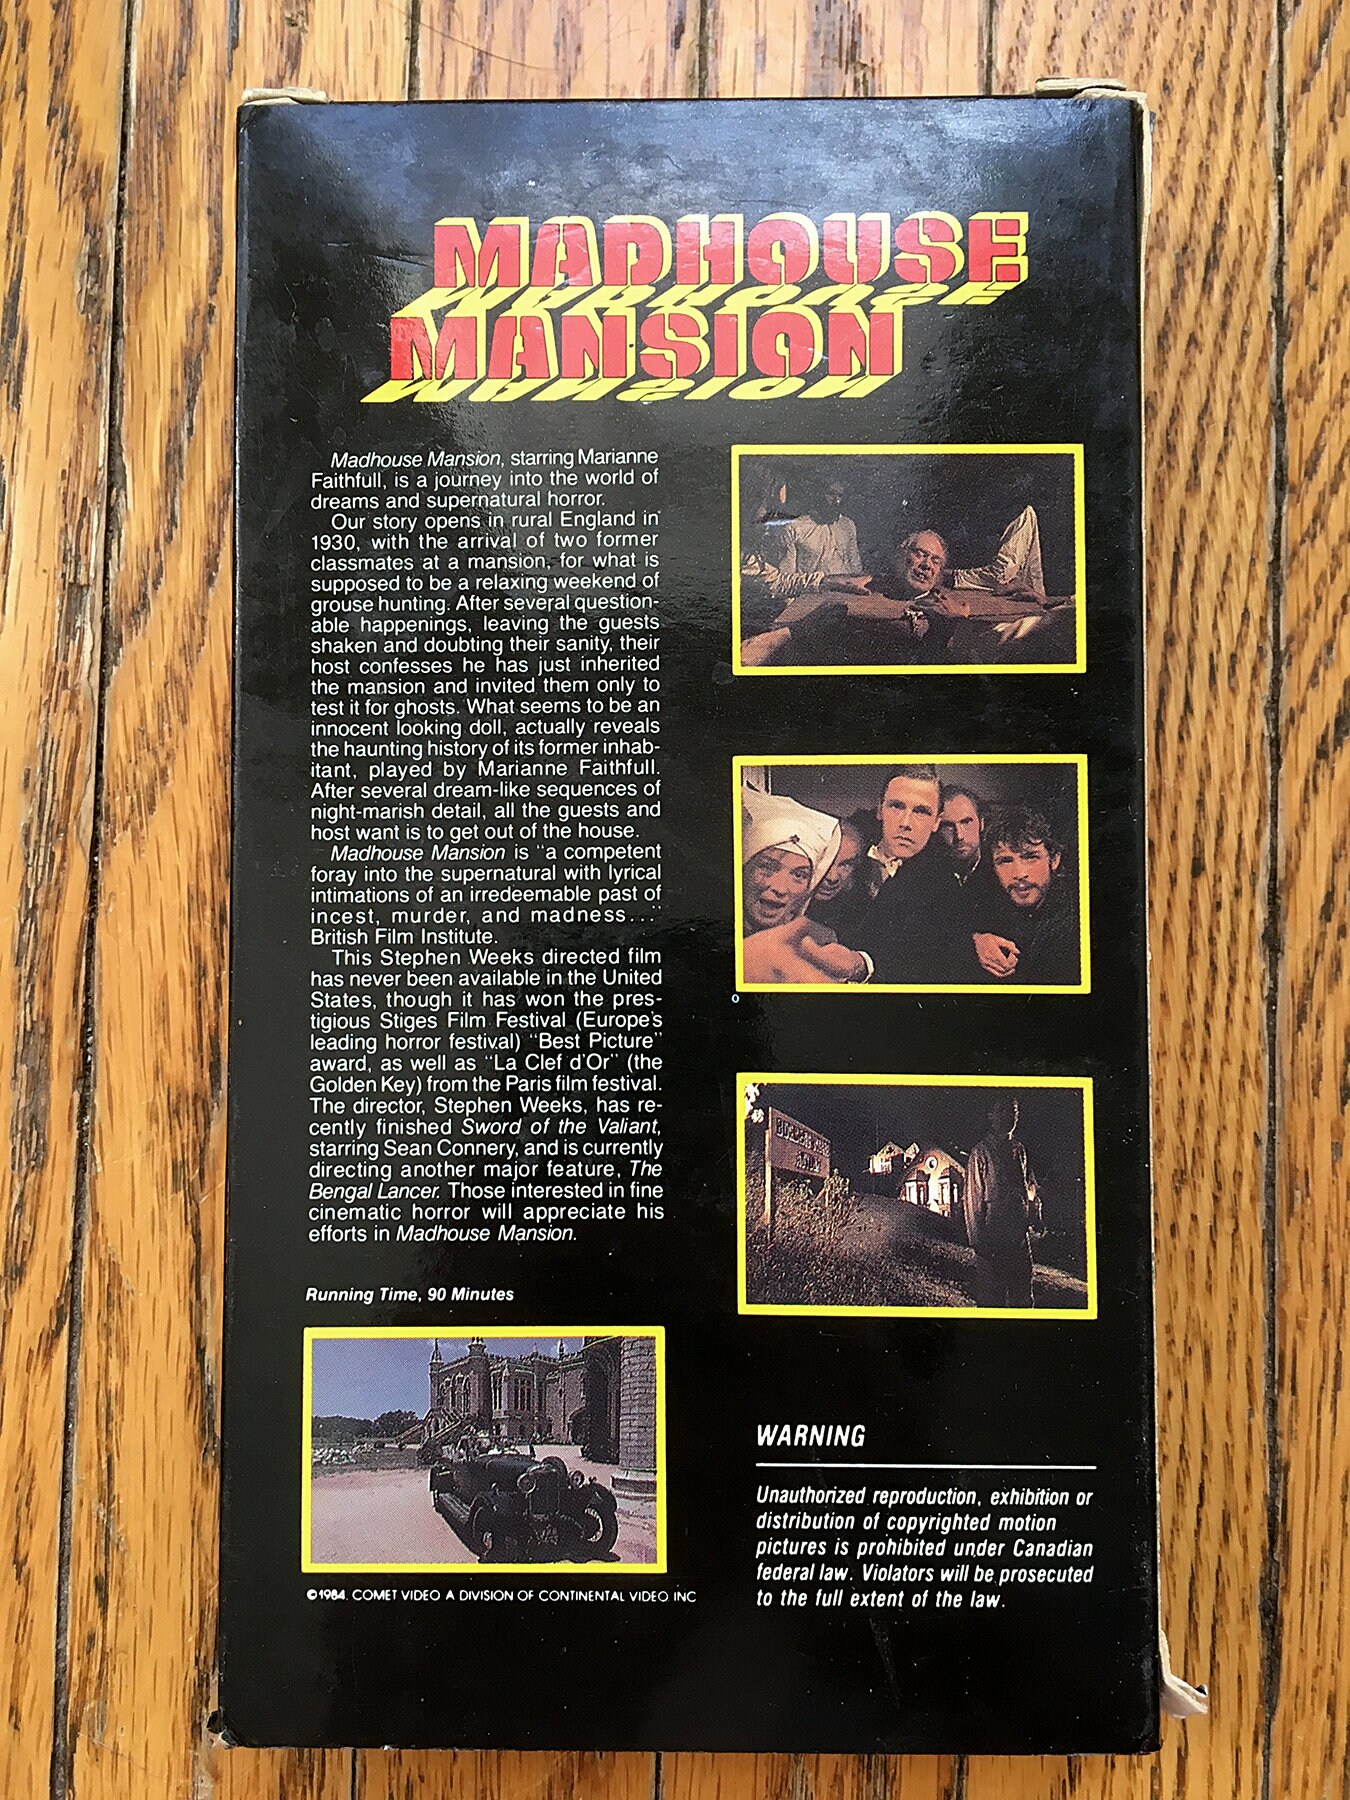 MADHOUSE
MANSION
Madhouse Mansion, starring Marianne
Faithfull, is a journey into the world of
dreams and supernatural horror.
Our story opens in rural England in
1930, with the arrival of two former
classmates at a mansion, for what is
supposed to be a relaxing weekend of
grouse hunting. After several question-
able happenings, leaving the guests
shaken and doubting their sanity, their
host confesses he has just inherited
the mansion and invited them only to
test it for ghosts. What seems to be an
innocent looking doll, actually reveals
the haunting history of its former inhab-
itant, played by Marianne Faithfull.
After several dream-like sequences of
night-marish detail, all the guests and
host want is to get out of the house.
Madhouse Mansion is "a competent
foray into the supernatural with lyrical
intimations of an irredeemable past of
incest, murder, and madness..."
British Film Institute.
This Stephen Weeks directed film
has never been available in the United
States, though it has won the pres-
tigious Stiges Film Festival (Europe's
leading horror festival) "Best Picture"
award, as well as "La Clef d'Or" (the
Golden Key) from the Paris film festival.
The director, Stephen Weeks, has re-
cently finished Sword of the Valiant,
starring Sean Connery, and is currently
directing another major feature, The
Bengal Lancer. Those interested in fine
cinematic horror will appreciate his
efforts in Madhouse Mansion.
Running Time, 90 Minutes
©1984. COMET VIDEO A DIVISION OF CONTINENTAL VIDEO INC
WARNING
Unauthorized reproduction, exhibition or
distribution of copyrighted motion
pictures is prohibited under Canadian
federal law. Violators will be prosecuted
to the full extent of the law.